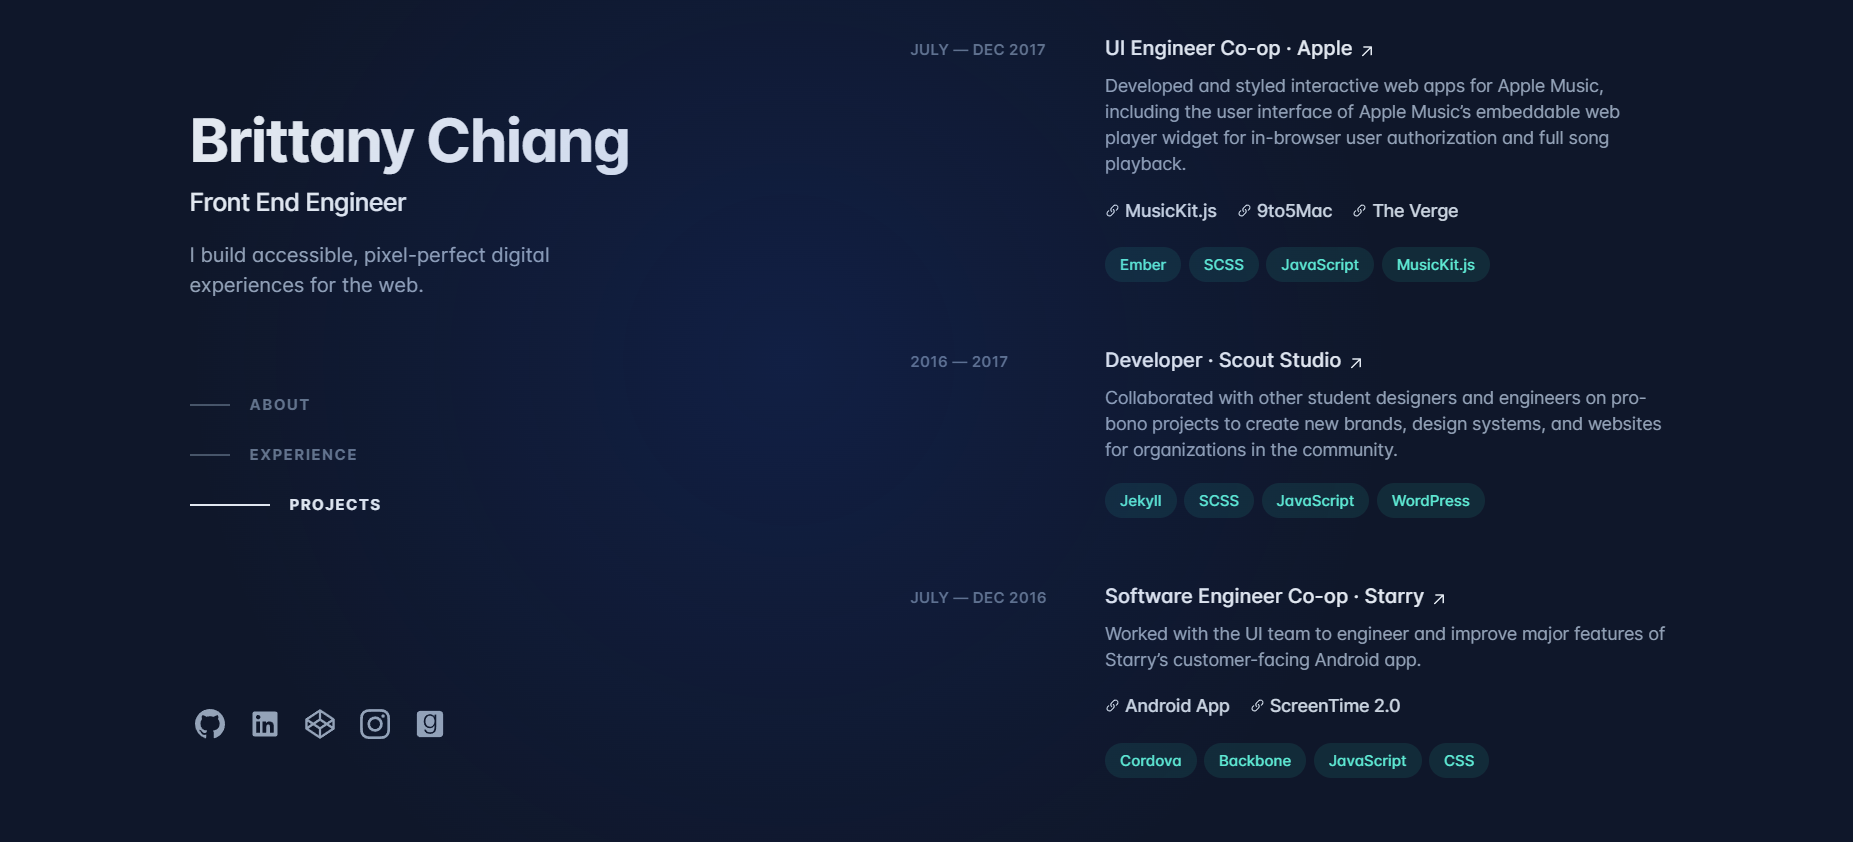 Brittany Chiang
Front End Engineer
I build accessible, pixel-perfect digital
experiences for the web.
ABOUT
EXPERIENCE
PROJECTS
JULY — DEC 2017
UI Engineer Co-op · Apple
Developed and styled interactive web apps for Apple Music,
including the user interface of Apple Music’s embeddable web
player widget for in-browser user authorization and full song
playback.
MusicKit.js 9to5Mac The Verge
Ember SCSS JavaScript MusicKit.js
2016 — 2017
Developer · Scout Studio
Collaborated with other student designers and engineers on pro-
bono projects to create new brands, design systems, and websites
for organizations in the community.
Jekyll SCSS JavaScript WordPress
JULY — DEC 2016
Software Engineer Co-op · Starry
Worked with the UI team to engineer and improve major features of
Starry’s customer-facing Android app.
Android App ScreenTime 2.0
Cordova Backbone JavaScript CSS